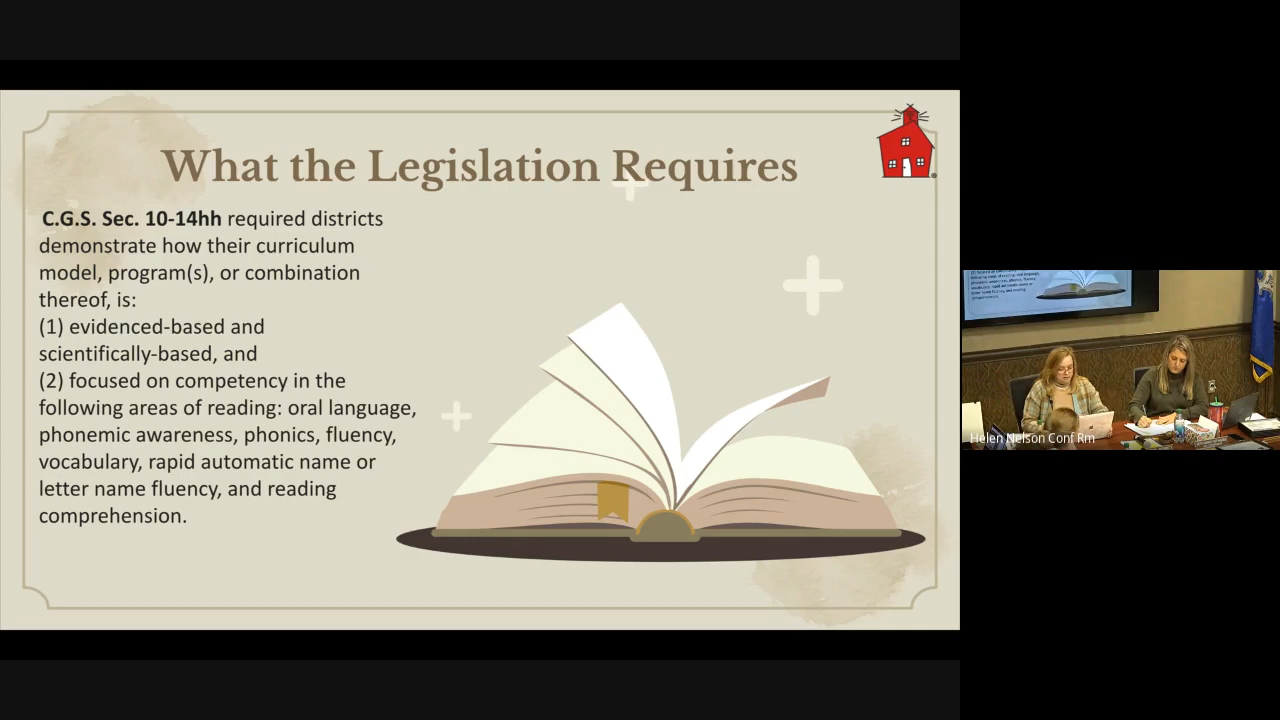 What the Legislation Requires
C.G.S. Sec. 10-14hh required districts
demonstrate how their curriculum
model, program(s), or combination
thereof, is:
(1) evidenced-based and
scientifically-based, and
(2) focused on competency in the
following areas of reading: oral language,
phonemic awareness, phonics, fluency,
vocabulary, rapid automatic name or
letter name fluency, and reading
comprehension.
Helen Nelson Conf Rm